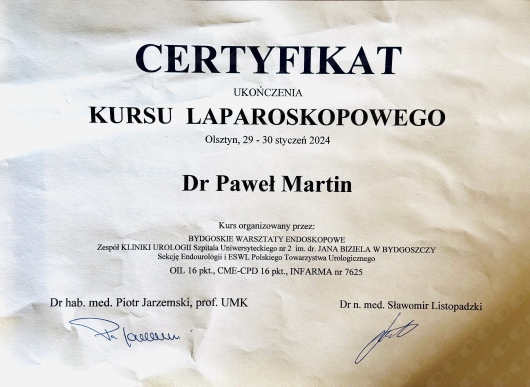 CERTYFIKAT
UKOŃCZENIA
KURSU LAPAROSKOPOWEGO
Olsztyn, 29 - 30 styczeń 2024
Dr Paweł Martin
Kurs organizowany przez:
BYDGOSKIE WARSZTATY ENDOSKOPOWE
Zespół KLINIKI UROLOGII Szpitala Uniwersyteckiego nr 2 im. dr. JANA BIZIELA W BYDGOSZCZY
Sekcję Endourologii i ESWL Polskiego Towarzystwa Urologicznego
OIL 16 pkt., CME-CPD 16 pkt., INFARMA nr 7625
Dr hab. med. Piotr Jarzemski, prof. UMK
Dr n. med. Sławomir Listopadzki